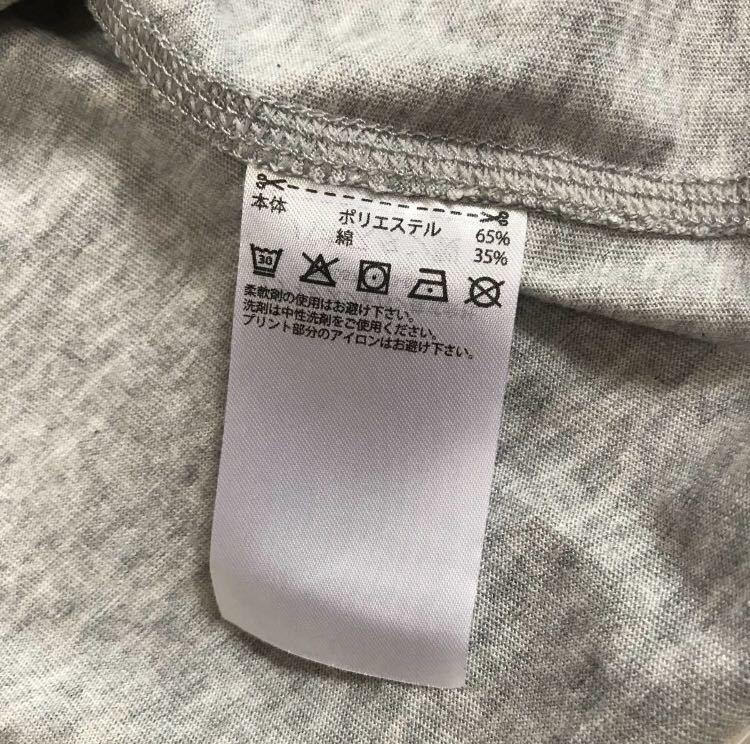 本体 ポリエステル 65%
綿 35%
30
柔軟剤の使用はお避け下さい。
洗剤は中性洗剤をご使用ください。
プリント部分のアイロンはお避け下さい。